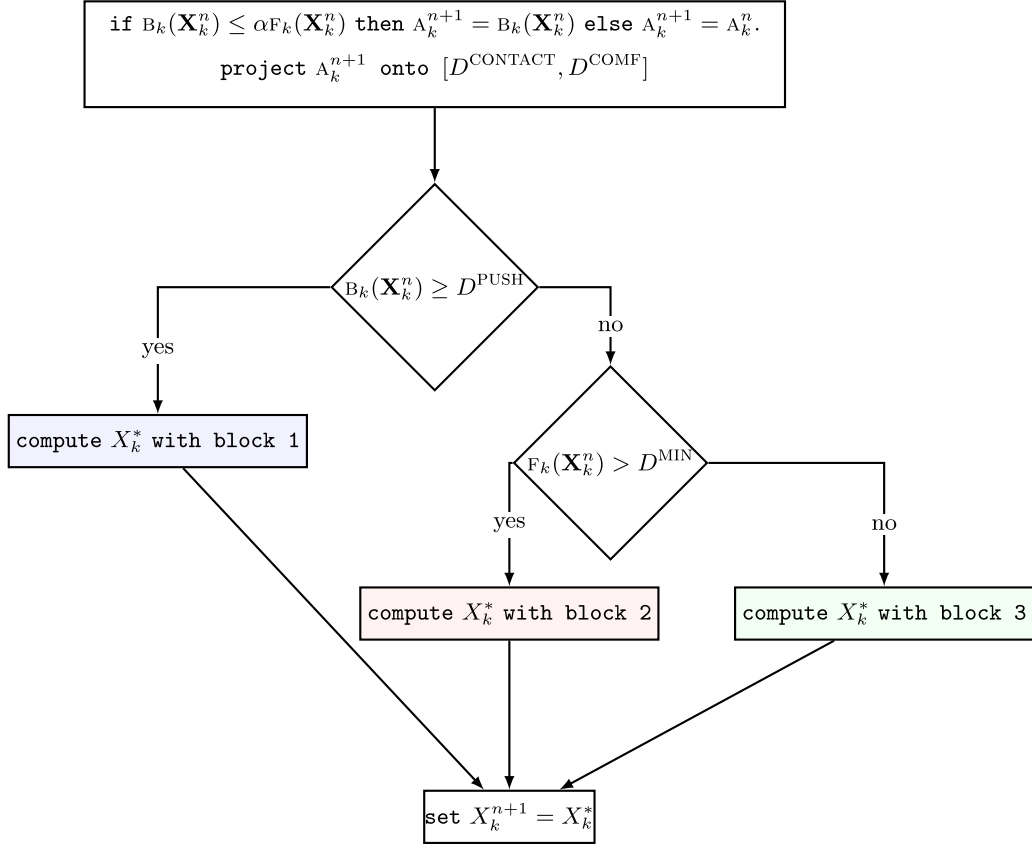 if B_k(X_k^n) ≤ αF_k(X_k^n) then A_k^{n+1} = B_k(X_k^n) else A_k^{n+1} = A_k^n.
project A_k^{n+1} onto [D^{CONTACT}, D^{COMF}]
B_k(X_k^n) ≥ D^{PUSH}
no
yes
compute X_k^* with block 1
F_k(X_k^n) > D^{MIN}
yes
no
compute X_k^* with block 2
compute X_k^* with block 3
set X_k^{n+1} = X_k^*